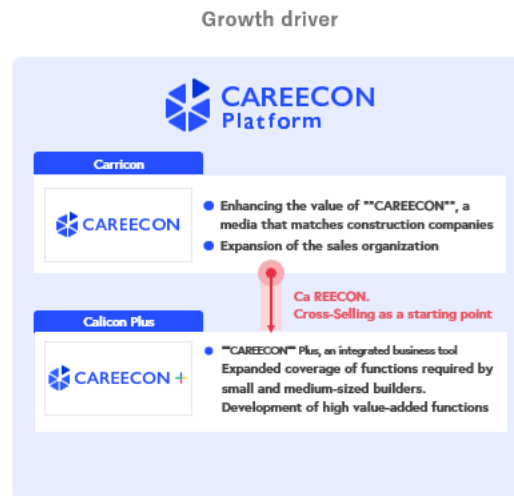 Growth driver
CAREECON
Platform
Carricon
CAREECON
Enhancing the value of ""CAREECON"", a
media that matches construction companies
Expansion of the sales organization
Ca REECON.
Cross-Selling as a starting point
Calicon Plus
CAREECON +
""CAREECON"" Plus, an integrated business tool
Expanded coverage of functions required by
small and medium-sized builders.
Development of high value-added functions